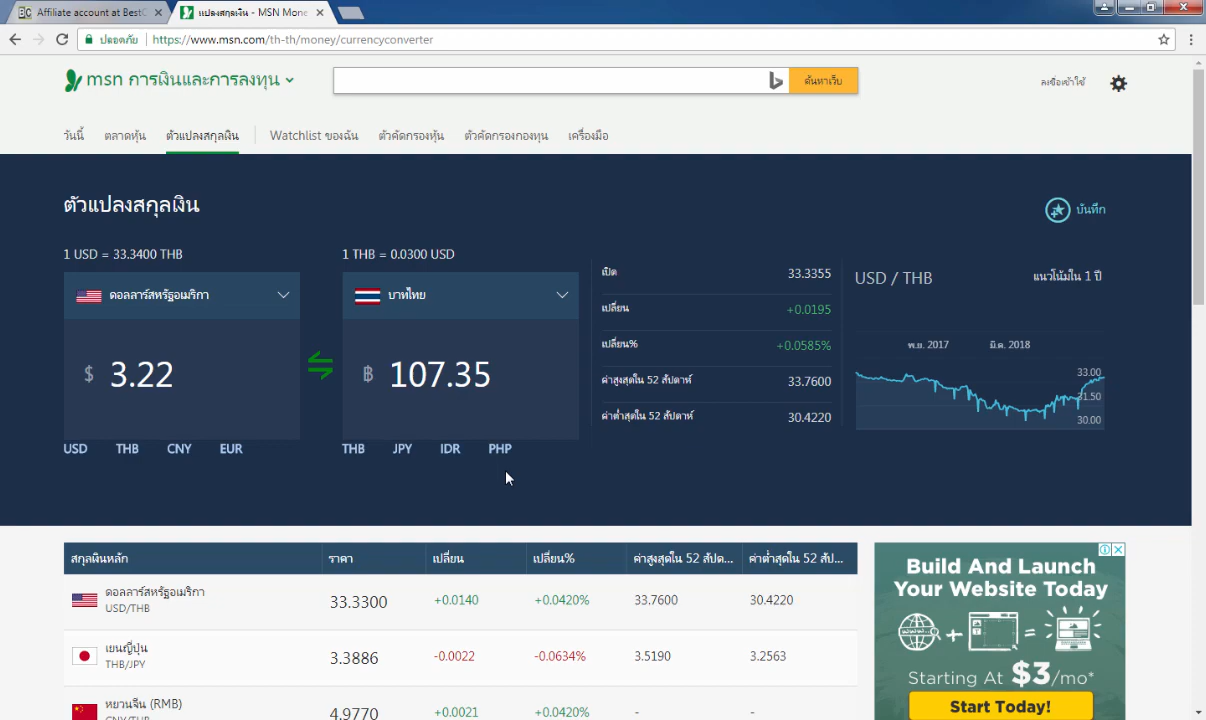 Affiliate account at BestC
แปลงสกุลเงิน - MSN Mone
ปลอดภัย https://www.msn.com/th-th/money/currencyconverter
msn การเงินและการลงทุน
ค้นหาเว็บ
ลงชื่อเข้าใช้
วันนี้ ตลาดหุ้น ตัวแปลงสกุลเงิน Watchlist ของฉัน ตัวคัดกรองหุ้น ตัวคัดกรองกองทุน เครื่องมือ
ตัวแปลงสกุลเงิน
บันทึก
1 USD = 33.3400 THB
1 THB = 0.0300 USD
ดอลลาร์สหรัฐอเมริกา
บาทไทย
$ 3.22
฿ 107.35
USD THB CNY EUR
THB JPY IDR PHP
เปิด 33.3355
เปลี่ยน +0.0195
เปลี่ยน% +0.0585%
ค่าสูงสุดใน 52 สัปดาห์ 33.7600
ค่าต่ำสุดใน 52 สัปดาห์ 30.4220
USD / THB แนวโน้มใน 1 ปี
พ.ย. 2017 มี.ค. 2018
33.00
31.50
30.00
สกุลเงินหลัก ราคา เปลี่ยน เปลี่ยน% ค่าสูงสุดใน 52 สัปด... ค่าต่ำสุดใน 52 สัป...
ดอลลาร์สหรัฐอเมริกา
USD/THB 33.3300 +0.0140 +0.0420% 33.7600 30.4220
เยนญี่ปุ่น
THB/JPY 3.3886 -0.0022 -0.0634% 3.5190 3.2563
หยวนจีน (RMB)
CNY/THB 4.9770 +0.0021 +0.0420% - -
Build And Launch
Your Website Today
Starting At $3/mo*
Start Today!